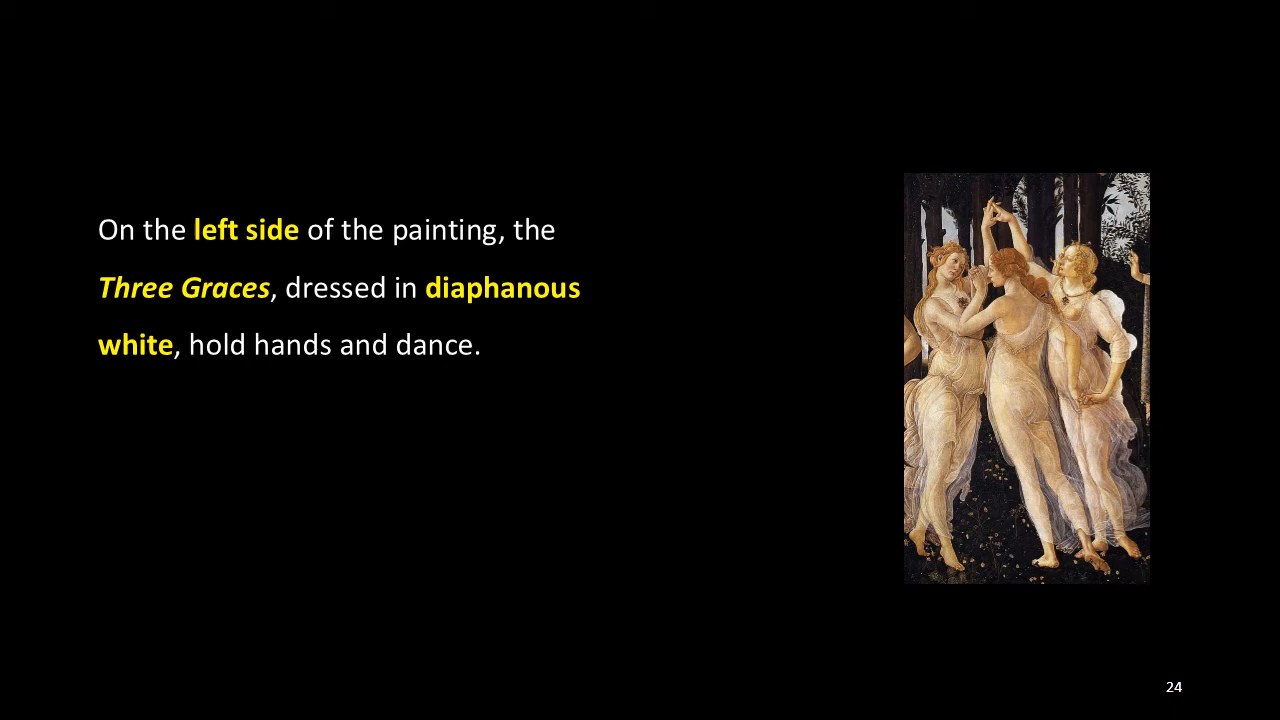 On the left side of the painting, the
Three Graces, dressed in diaphanous
white, hold hands and dance.
24